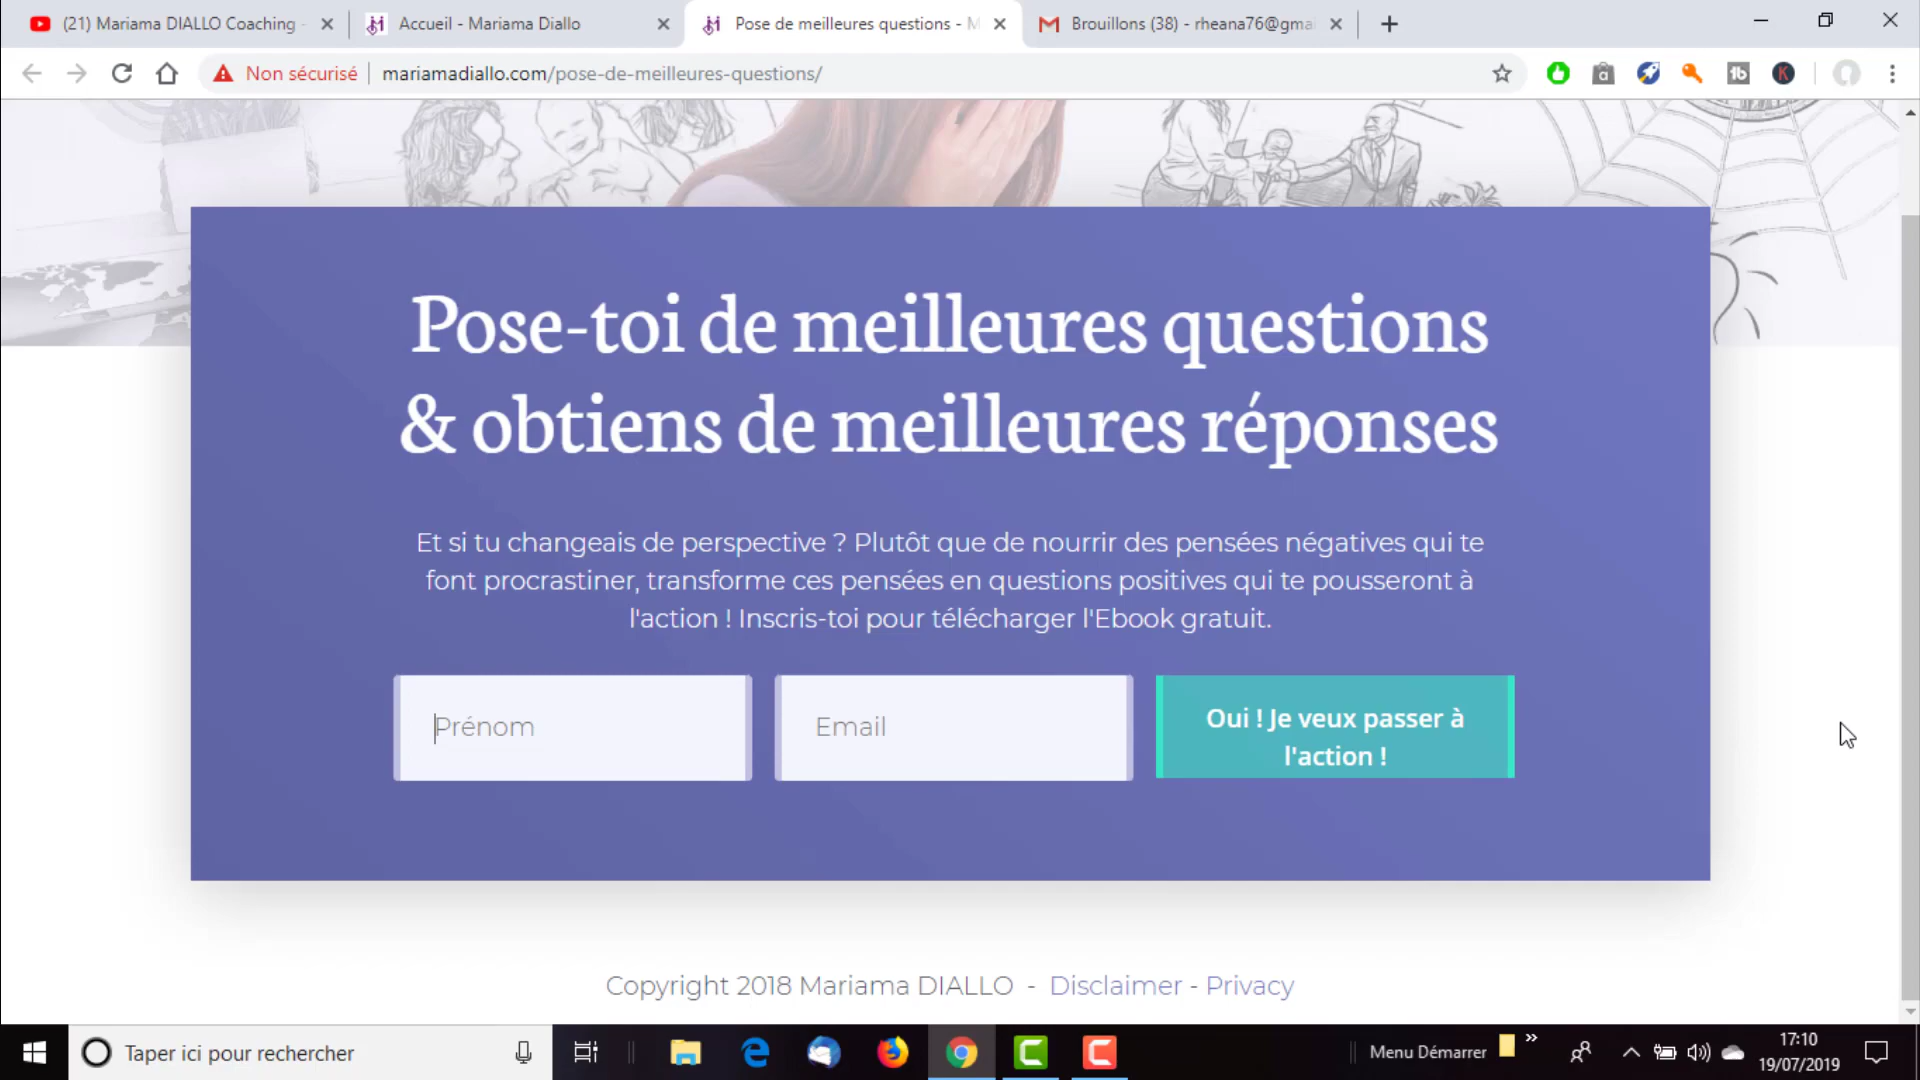 (21) Mariama DIALLO Coaching -
Accueil - Mariama Diallo
Pose de meilleures questions - M
Brouillons (38) - rheana76@gmai
Non sécurisé
mariamadiallo.com/pose-de-meilleures-questions/
Pose-toi de meilleures questions
& obtiens de meilleures réponses
Et si tu changeais de perspective ? Plutôt que de nourrir des pensées négatives qui te
font procrastiner, transforme ces pensées en questions positives qui te pousseront à
l'action ! Inscris-toi pour télécharger l'Ebook gratuit.
Prénom
Email
Oui ! Je veux passer à
l'action !
Copyright 2018 Mariama DIALLO - Disclaimer - Privacy
Taper ici pour rechercher
Menu Démarrer
17:10
19/07/2019